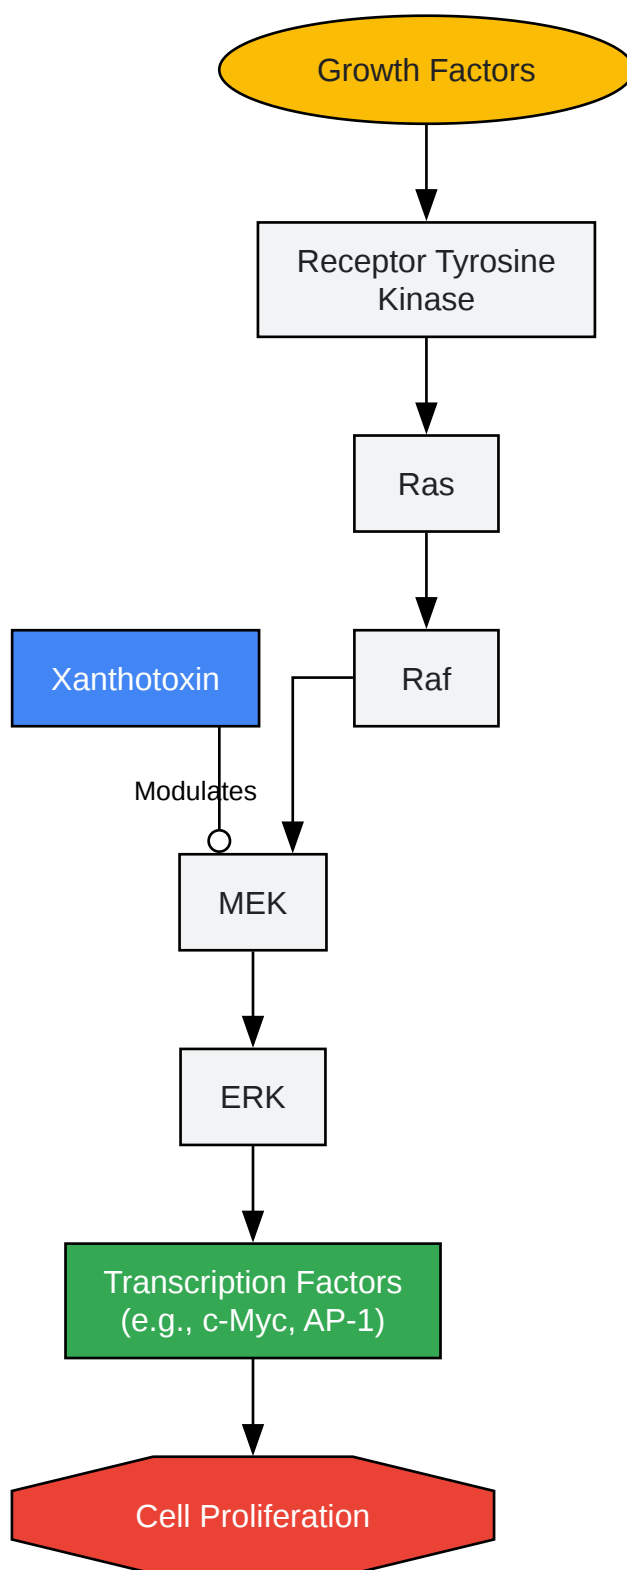 Growth Factors
Receptor Tyrosine
Kinase
Ras
Xanthotoxin
Raf
Modulates
MEK
ERK
Transcription Factors
(e.g., c-Myc, AP-1)
Cell Proliferation